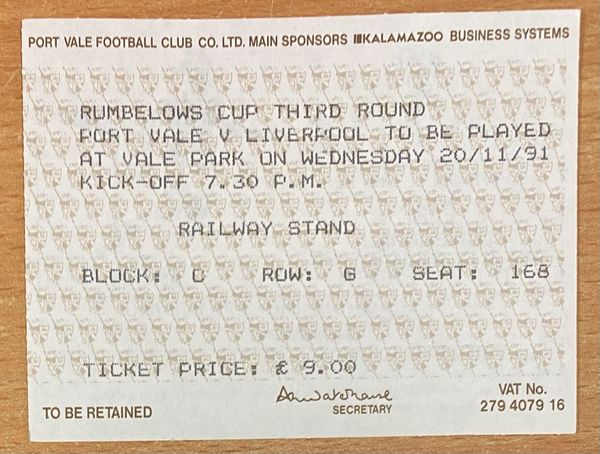 PORT VALE FOOTBALL CLUB CO. LTD. MAIN SPONSORS KALAMAZOO BUSINESS SYSTEMS
RUMBELOWS CUP THIRD ROUND
PORT VALE V LIVERPOOL TO BE PLAYED
AT VALE PARK ON WEDNESDAY 20/11/91
KICK-OFF 7.30 P.M.
RAILWAY STAND
BLOCK: C ROW: G SEAT: 168
TICKET PRICE: £ 9.00
TO BE RETAINED
SECRETARY
VAT No.
279 4079 16